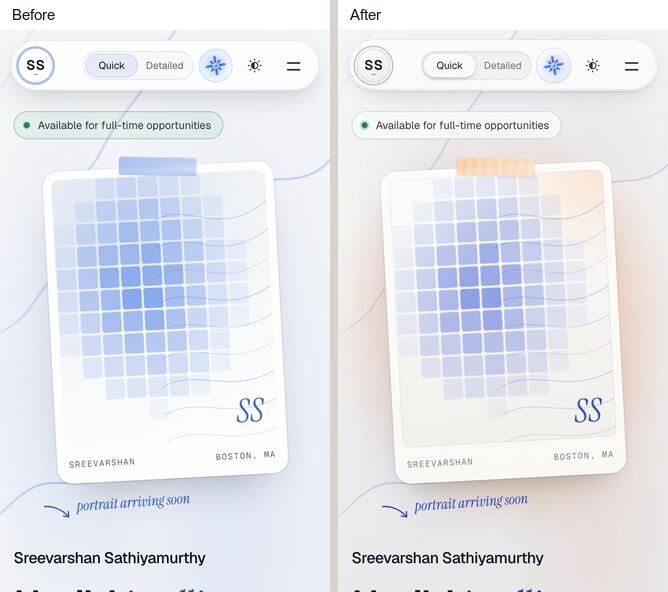 Before
After
SS
Quick
Detailed
SS
Quick
Detailed
Available for full-time opportunities
Available for full-time opportunities
SS
SREEVARSHAN
BOSTON, MA
SS
SREEVARSHAN
BOSTON, MA
portrait arriving soon
portrait arriving soon
Sreevarshan Sathiyamurthy
Sreevarshan Sathiyamurthy